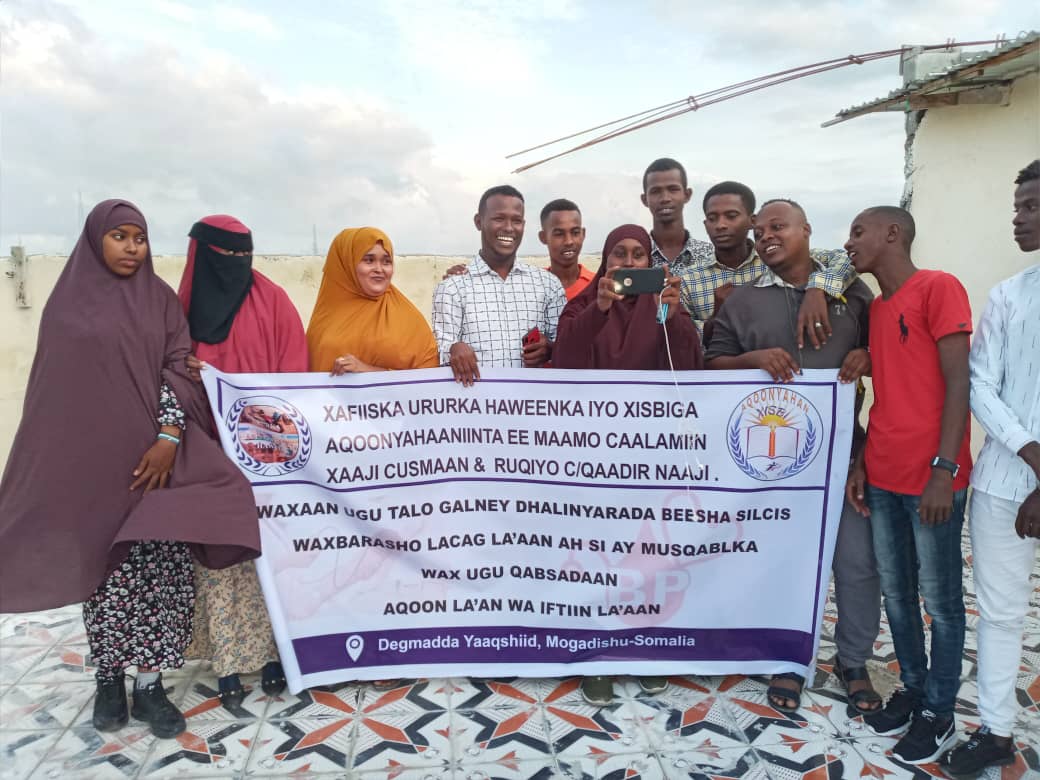 XAFIISKA URURKA HAWEENKA IYO XISBIGA
AQOONYAHAANIINTA EE MAAMO CAALAMIIN
XAAJI CUSMAAN & RUQIYO C/QAADIR NAAJI .
AQOONYAHAN
XISBI
WAXAAN UGU TALO GALNEY DHALINYARADA BEESHA SILCIS
WAXBARASHO LACAG LA'AAN AH SI AY MUSQABLKA
WAX UGU QABSADAAN
AQOON LA'AN WA IFTIIN LA'AAN
BP
Degmadda Yaaqshiid, Mogadishu-Somalia